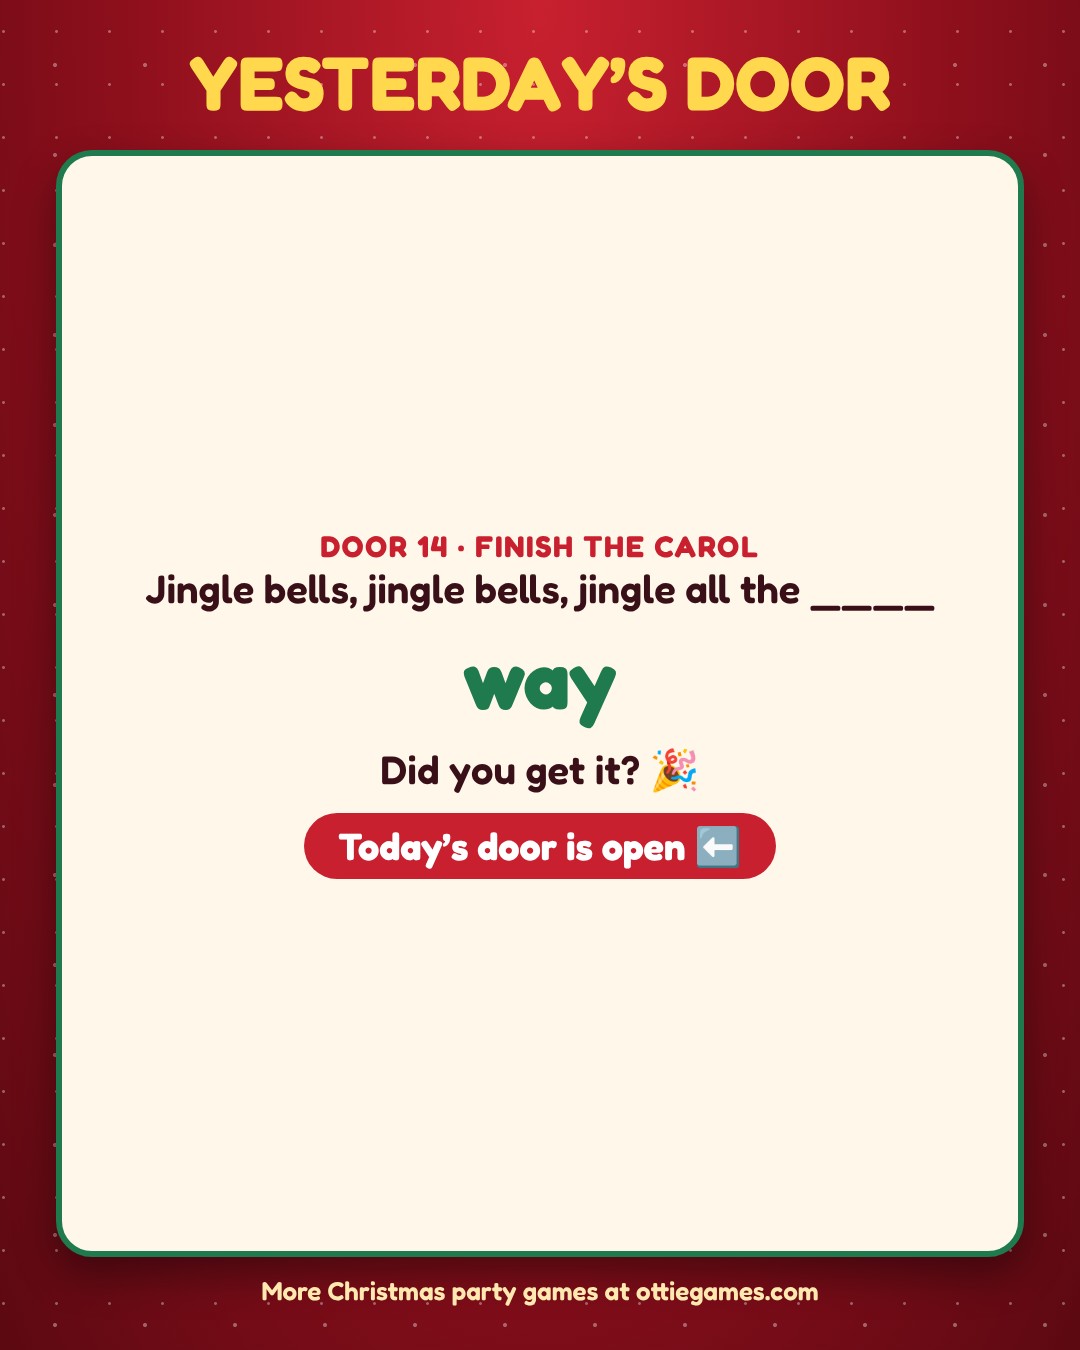 YESTERDAY’S DOOR
DOOR 14 · FINISH THE CAROL
Jingle bells, jingle bells, jingle all the ____
way
Did you get it? 🎉
Today’s door is open ⬅️
More Christmas party games at ottiegames.com